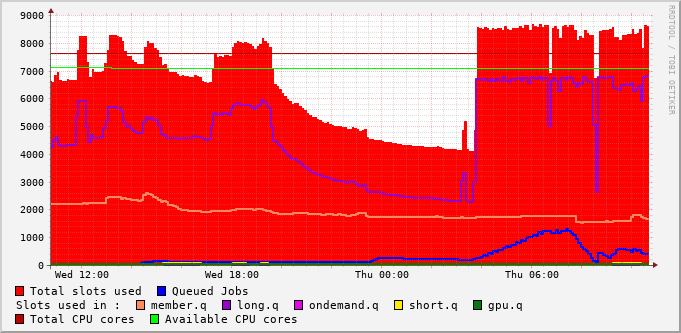 9000
8000
7000
6000
5000
4000
3000
2000
1000
0
Wed 12:00 Wed 18:00 Thu 00:00 Thu 06:00
RRDTOOL / TOBI OETIKER
Total slots used Queued Jobs
Slots used in : member.q long.q ondemand.q short.q gpu.q
Total CPU cores Available CPU cores